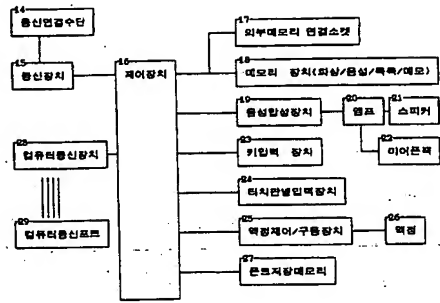 14
통신연결수단
15
통신장치
16
제어장치
17
외부메모리 연결소켓
18
메모리 장치(화상/음성/목록/메모)
19
음성합성장치
20
앰프
21
스피커
22
이어폰잭
23
키입력 장치
24
터치판넬입력장치
25
액정제어/구동장치
26
액정
27
폰트저장메모리
28
컴퓨터통신장치
29
컴퓨터통신포트